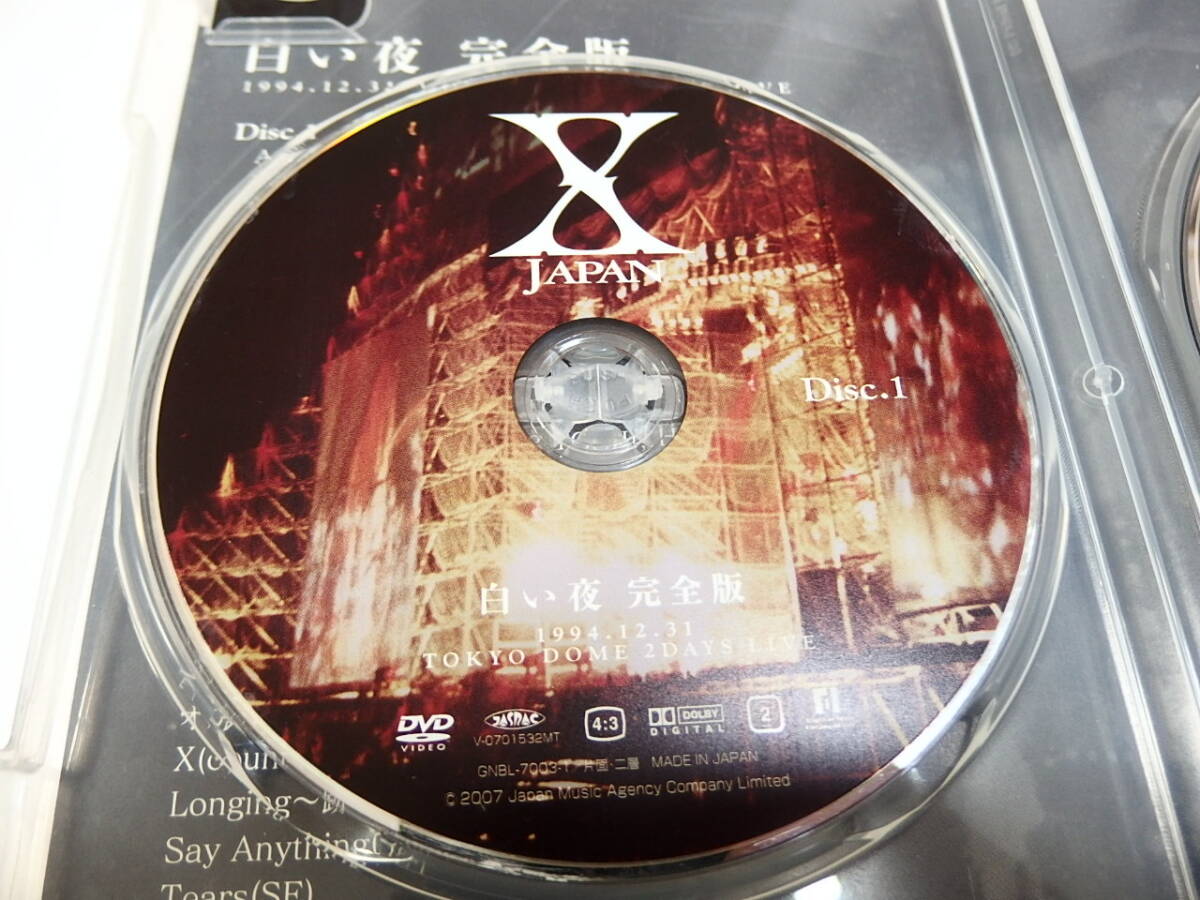 白い夜 完全版
1994.12.31
Disc.1
X
JAPAN
Disc.1
白い夜 完全版
1994.12.31
TOKYO DOME 2DAYS LIVE
DVD VIDEO
JASRAC
V-0701532MT
4:3
DOLBY DIGITAL
2
GNBL-7003-1/片面・二層 MADE IN JAPAN
© 2007 Japan Music Agency Company Limited
X(
Longing～跡
Say Anything(
Tears(SE)